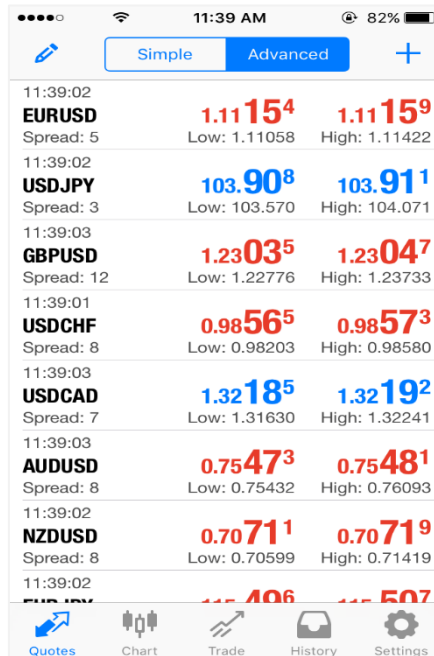 11:39 AM 82%
Simple Advanced
11:39:02
EURUSD 1.11154 1.11159
Spread: 5 Low: 1.11058 High: 1.11422
11:39:02
USDJPY 103.908 103.911
Spread: 3 Low: 103.570 High: 104.071
11:39:03
GBPUSD 1.23035 1.23047
Spread: 12 Low: 1.22776 High: 1.23733
11:39:01
USDCHF 0.98565 0.98573
Spread: 8 Low: 0.98203 High: 0.98580
11:39:03
USDCAD 1.32185 1.32192
Spread: 7 Low: 1.31630 High: 1.32241
11:39:03
AUDUSD 0.75473 0.75481
Spread: 8 Low: 0.75432 High: 0.76093
11:39:02
NZDUSD 0.70711 0.70719
Spread: 8 Low: 0.70599 High: 0.71419
11:39:02
Quotes Chart Trade History Settings